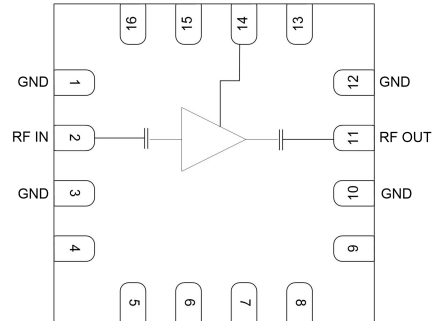 16 15 14 13
GND 1 12 GND
RF IN 2 11 RF OUT
GND 3 10 GND
4 9
5 6 7 8